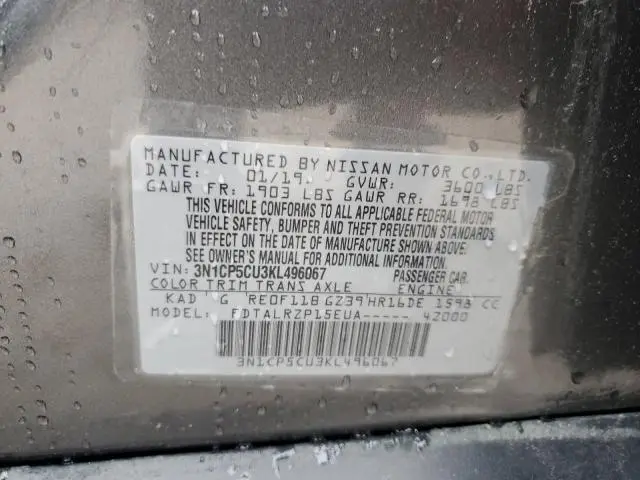 MANUFACTURED BY NISSAN MOTOR CO., LTD.
DATE: 01/19 GVWR: 3600 LBS
GAWR FR: 1903 LBS GAWR RR: 1698 LBS
THIS VEHICLE CONFORMS TO ALL APPLICABLE FEDERAL MOTOR
VEHICLE SAFETY, BUMPER AND THEFT PREVENTION STANDARDS
IN EFFECT ON THE DATE OF MANUFACTURE SHOWN ABOVE.
SEE OWNER'S MANUAL FOR ADDITIONAL INFORMATION.
VIN: 3N1CP5CU3KL496067 PASSENGER CAR
COLOR TRIM TRANS AXLE ENGINE
KAD G RE0F11B GZ39 HR16DE 1598 CC
MODEL: FDTALRZP15EUA----- 42000
3N1CP5CU3KL496067